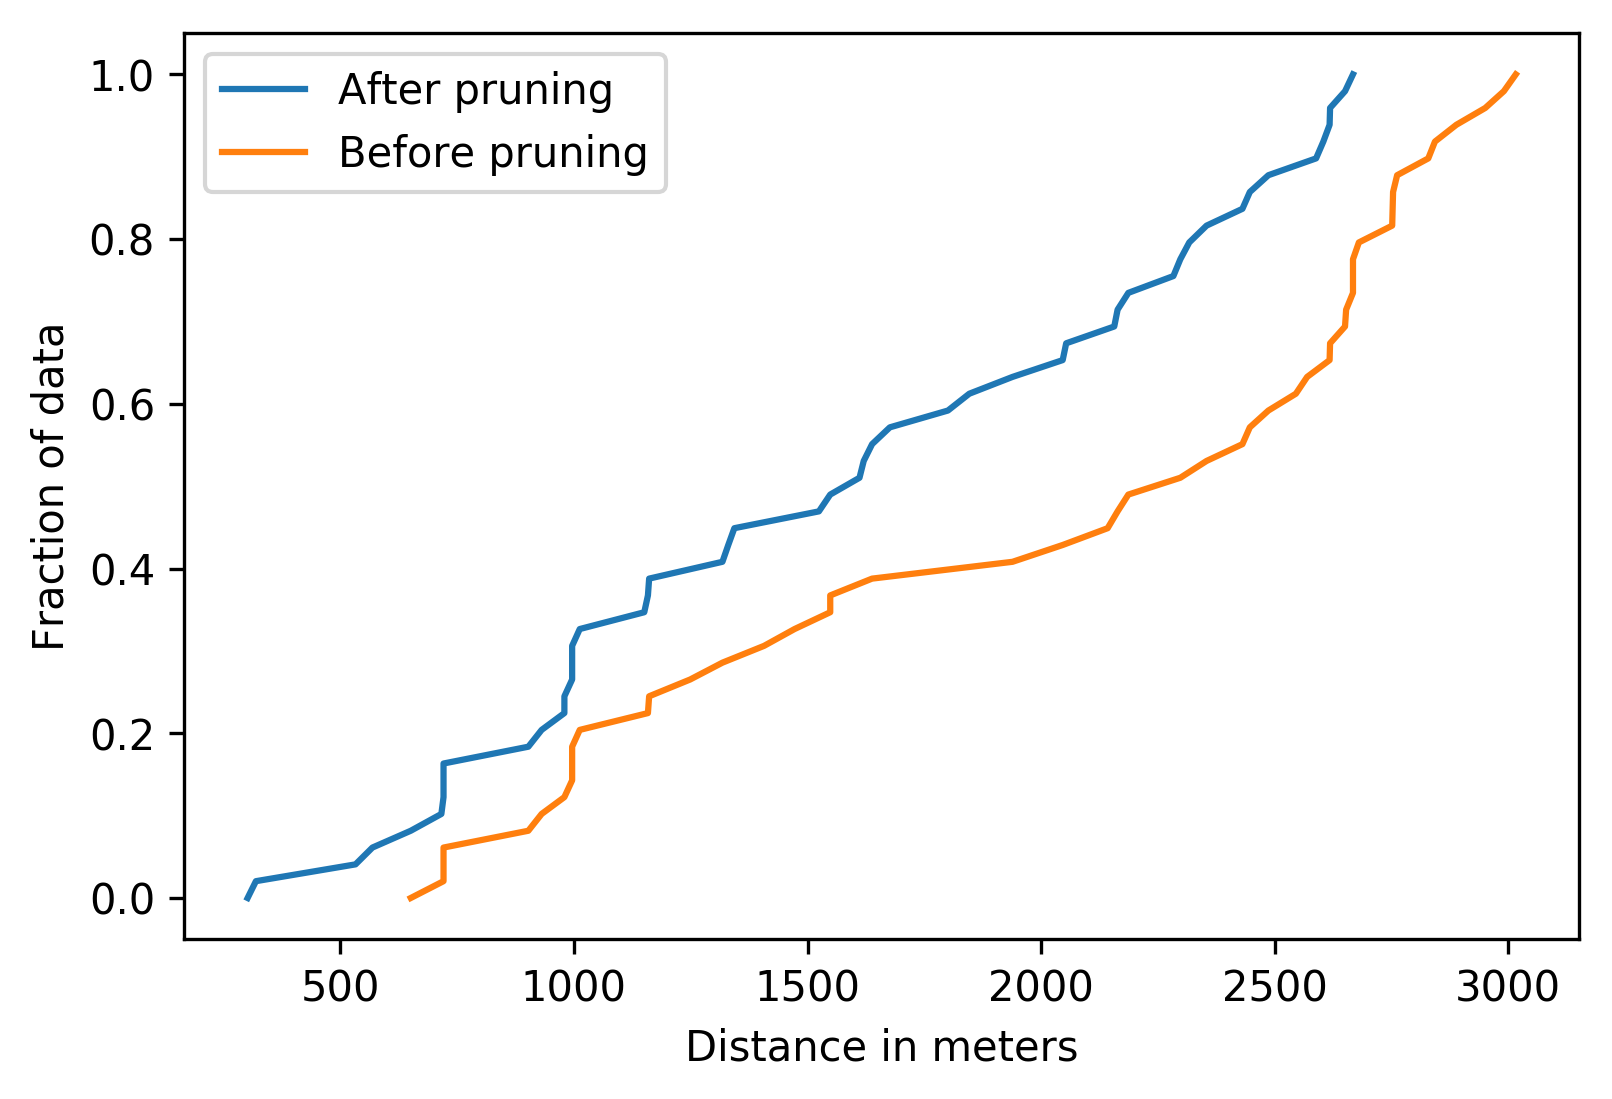 After pruning
Before pruning
1.0
0.8
0.6
0.4
0.2
0.0
Fraction of data
500 1000 1500 2000 2500 3000
Distance in meters